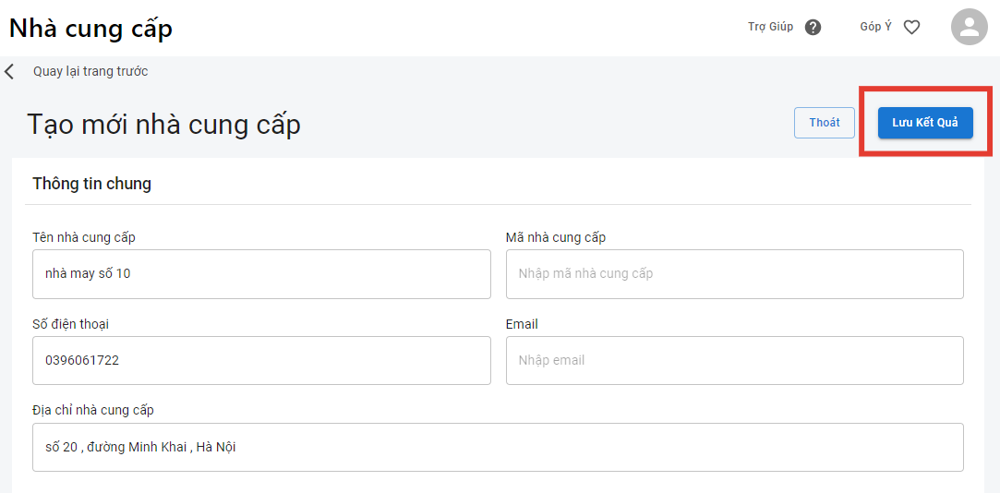 Nhà cung cấp
Trợ Giúp
Góp Ý
Quay lại trang trước
Tạo mới nhà cung cấp
Thoát
Lưu Kết Quả
Thông tin chung
Tên nhà cung cấp
Mã nhà cung cấp
nhà may số 10
Nhập mã nhà cung cấp
Số điện thoại
Email
0396061722
Nhập email
Địa chỉ nhà cung cấp
số 20 , đường Minh Khai , Hà Nội